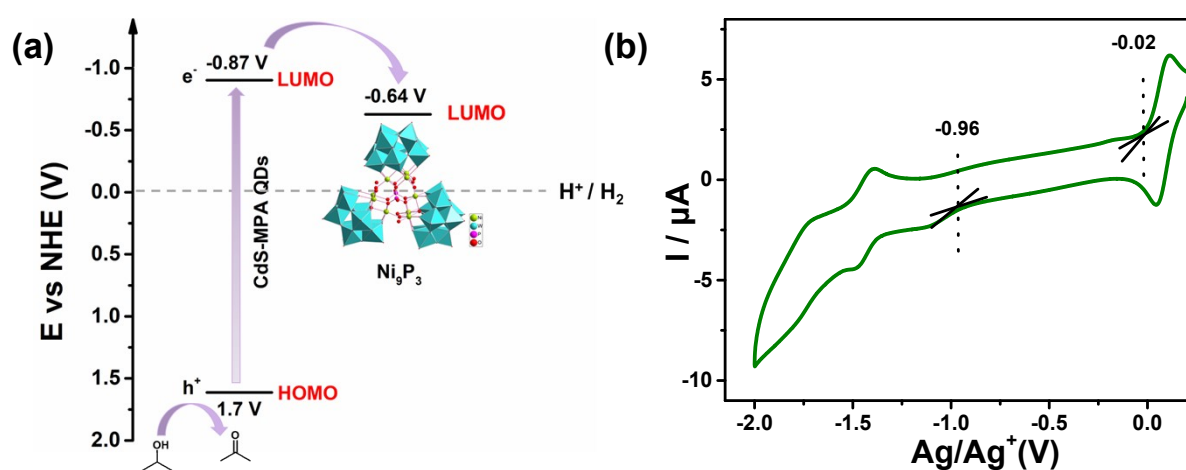 (a)
E vs NHE (V)
-1.0
-0.5
0.0
0.5
1.0
1.5
2.0
e-
-0.87 V
LUMO
CdS-MPA QDs
h+
HOMO
1.7 V
OH
O
-0.64 V
LUMO
Ni
W
P
O
Ni9P3
H+ / H2
(b)
I / µA
5
0
-5
-10
-0.96
-0.02
-2.0
-1.5
-1.0
-0.5
0.0
Ag/Ag+(V)